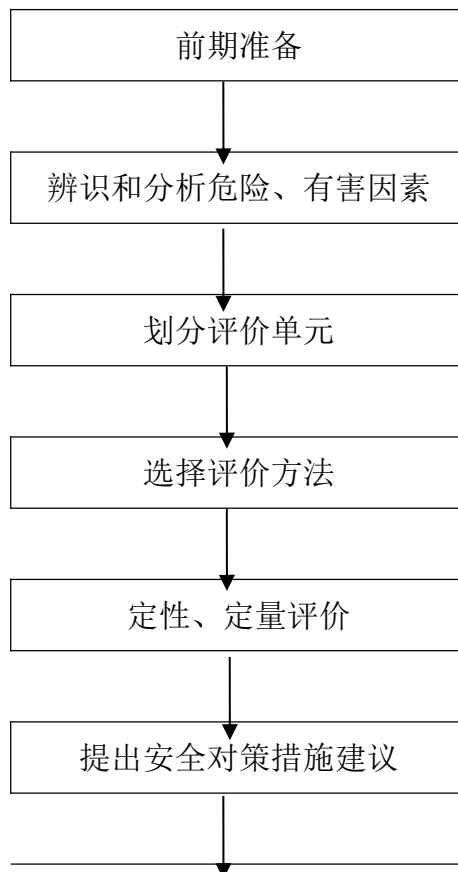 前期准备
辨识和分析危险、有害因素
划分评价单元
选择评价方法
定性、定量评价
提出安全对策措施建议